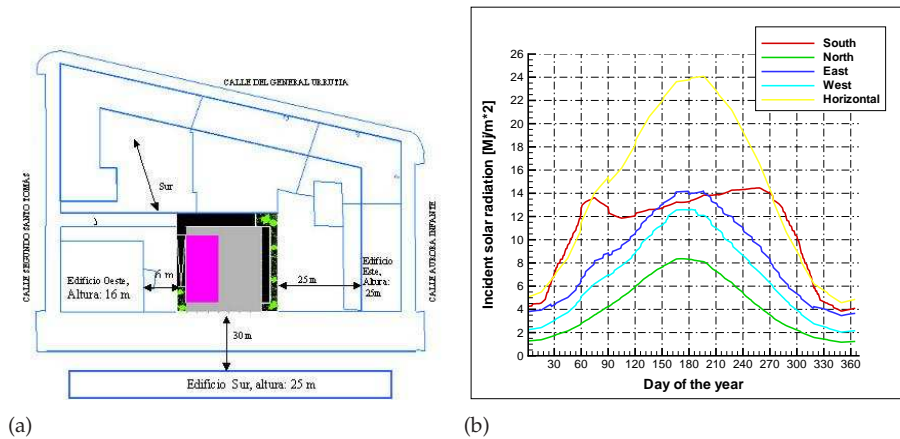 CALLE DEL GENERAL URRUTIA
CALLE SEGUNDO SANTO TOMÁS
CALLE AURORA INFANTE
Sur
Edificio Oeste,
Altura: 16 m
m
25 m
Edificio
Este,
Altura:
25m
30 m
Edificio Sur, altura: 25 m
(a)
Incident solar radiation [Mj/m*2]
26
24
22
20
18
16
14
12
10
8
6
4
2
0
30 60 90 120 150 180 210 240 270 300 330 360
Day of the year
South
North
East
West
Horizontal
(b)